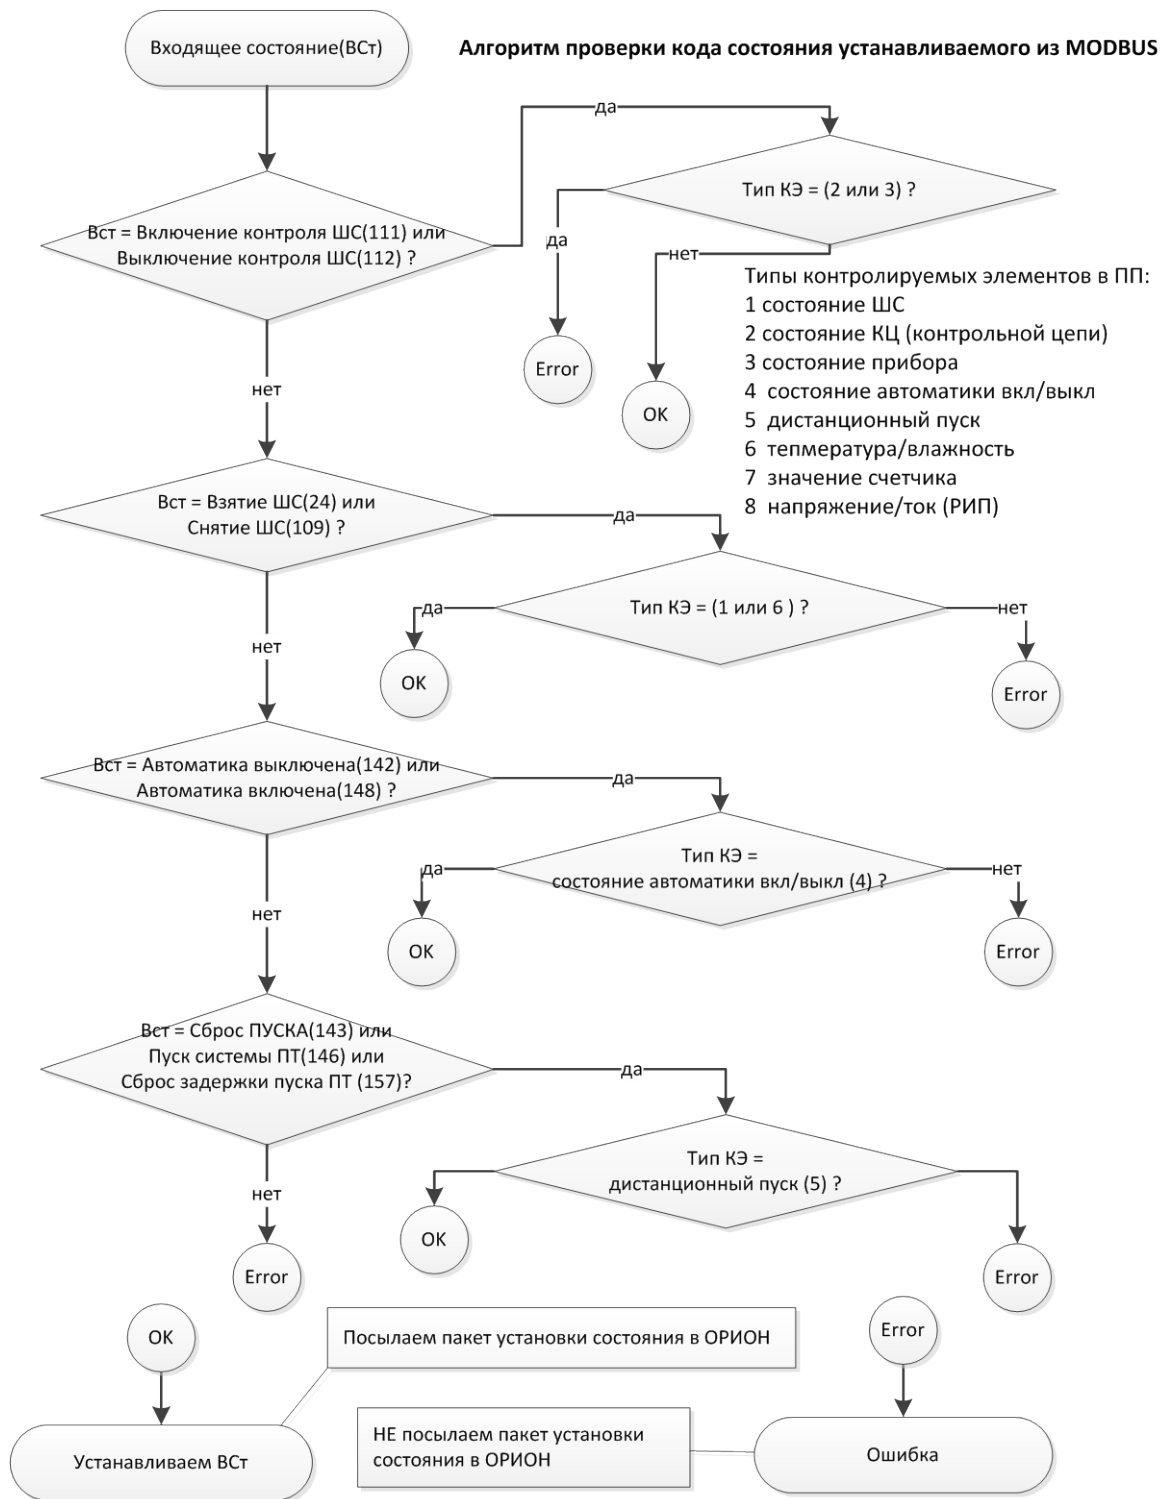 Входящее состояние(ВСт)
Алгоритм проверки кода состояния устанавливаемого из MODBUS
да
Тип КЭ = (2 или 3) ?
Вст = Включение контроля ШС(111) или
Выключение контроля ШС(112) ?
да
нет
Error
OK
Типы контролируемых элементов в ПП:
1 состояние ШС
2 состояние КЦ (контрольной цепи)
3 состояние прибора
4 состояние автоматики вкл/выкл
5 дистанционный пуск
6 тепмература/влажность
7 значение счетчика
8 напряжение/ток (РИП)
нет
Вст = Взятие ШС(24) или
Снятие ШС(109) ?
да
Тип КЭ = (1 или 6 ) ?
да
нет
OK
Error
нет
Вст = Автоматика выключена(142) или
Автоматика включена(148) ?
да
Тип КЭ =
состояние автоматики вкл/выкл (4) ?
да
нет
OK
Error
нет
Вст = Сброс ПУСКА(143) или
Пуск системы ПТ(146) или
Сброс задержки пуска ПТ (157)?
да
Тип КЭ =
дистанционный пуск (5) ?
OK
Error
нет
Error
OK
Посылаем пакет установки состояния в ОРИОН
Error
Устанавливаем ВСт
НЕ посылаем пакет установки
состояния в ОРИОН
Ошибка